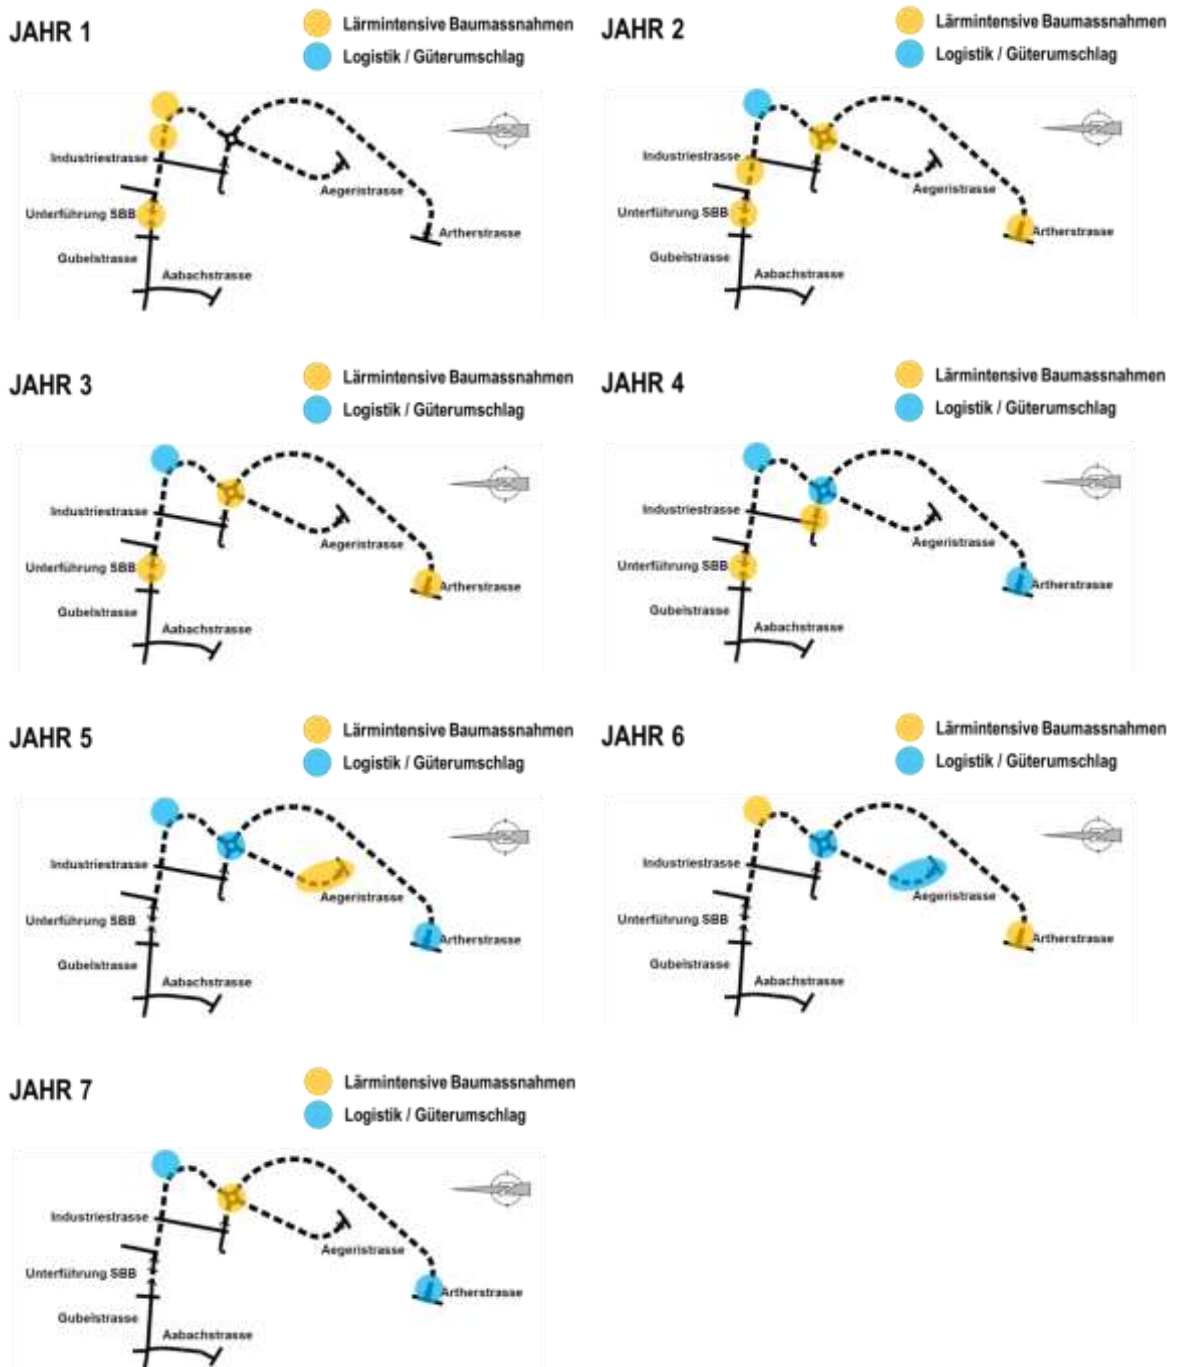 JAHR 1
Lärmintensive Baumassnahmen
Logistik / Güterumschlag
Industriestrasse
Aegeristrasse
Unterführung SBB
Artherstrasse
Gubelstrasse
Aabachstrasse
JAHR 2
Lärmintensive Baumassnahmen
Logistik / Güterumschlag
Industriestrasse
Aegeristrasse
Unterführung SBB
Artherstrasse
Gubelstrasse
Aabachstrasse
JAHR 3
Lärmintensive Baumassnahmen
Logistik / Güterumschlag
Industriestrasse
Aegeristrasse
Unterführung SBB
Artherstrasse
Gubelstrasse
Aabachstrasse
JAHR 4
Lärmintensive Baumassnahmen
Logistik / Güterumschlag
Industriestrasse
Aegeristrasse
Unterführung SBB
Artherstrasse
Gubelstrasse
Aabachstrasse
JAHR 5
Lärmintensive Baumassnahmen
Logistik / Güterumschlag
Industriestrasse
Aegeristrasse
Unterführung SBB
Artherstrasse
Gubelstrasse
Aabachstrasse
JAHR 6
Lärmintensive Baumassnahmen
Logistik / Güterumschlag
Industriestrasse
Aegeristrasse
Unterführung SBB
Artherstrasse
Gubelstrasse
Aabachstrasse
JAHR 7
Lärmintensive Baumassnahmen
Logistik / Güterumschlag
Industriestrasse
Aegeristrasse
Unterführung SBB
Artherstrasse
Gubelstrasse
Aabachstrasse